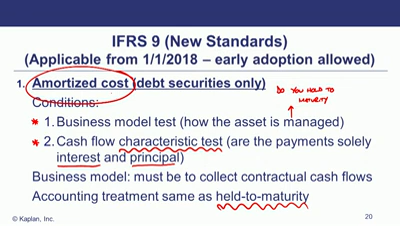 IFRS 9 (New Standards)
(Applicable from 1/1/2018 – early adoption allowed)
1. Amortized cost (debt securities only)
DO YOU HOLD TO
MATURITY
Conditions:
* 1. Business model test (how the asset is managed)
* 2. Cash flow characteristic test (are the payments solely
interest and principal)
Business model: must be to collect contractual cash flows
Accounting treatment same as held-to-maturity
© Kaplan, Inc.
20